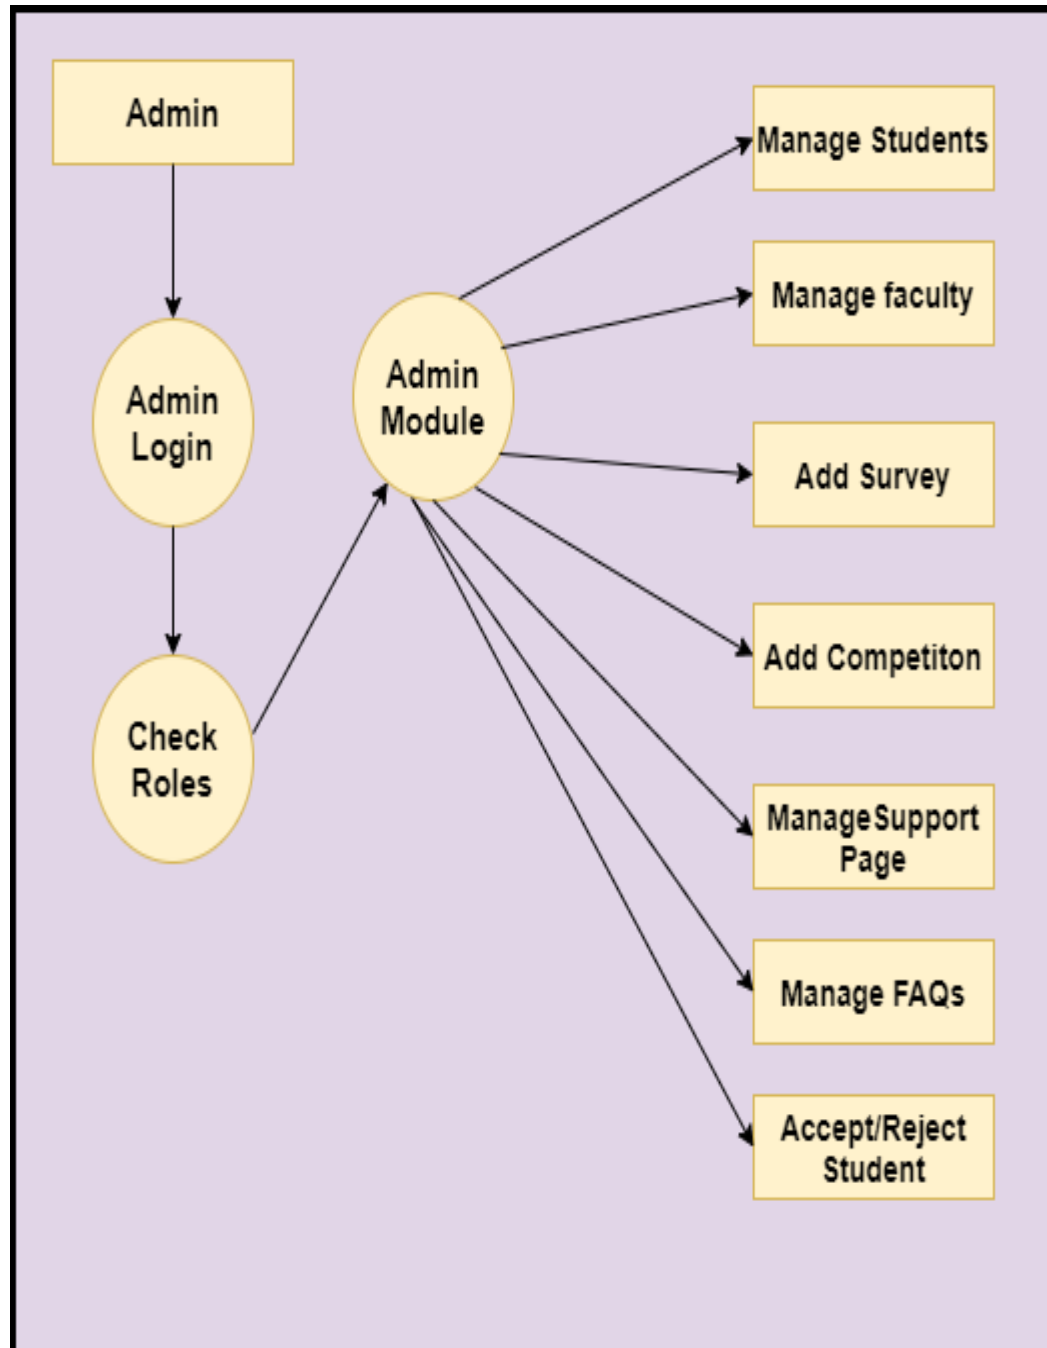 Admin
Admin
Login
Check
Roles
Admin
Module
Manage Students
Manage faculty
Add Survey
Add Competiton
Manage Support
Page
Manage FAQs
Accept/Reject
Student